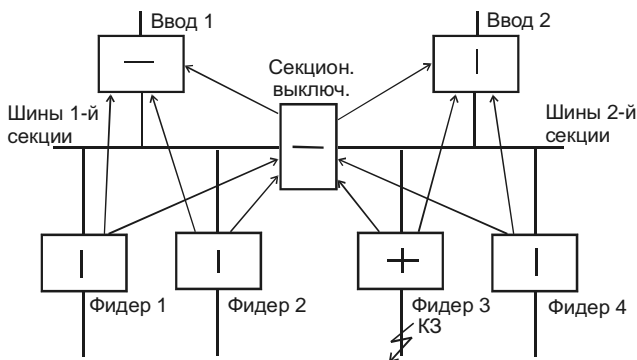 Ввод 1
Ввод 2
Секцион.
выключ.
Шины 1-й
секции
Шины 2-й
секции
Фидер 1
Фидер 2
Фидер 3
Фидер 4
КЗ